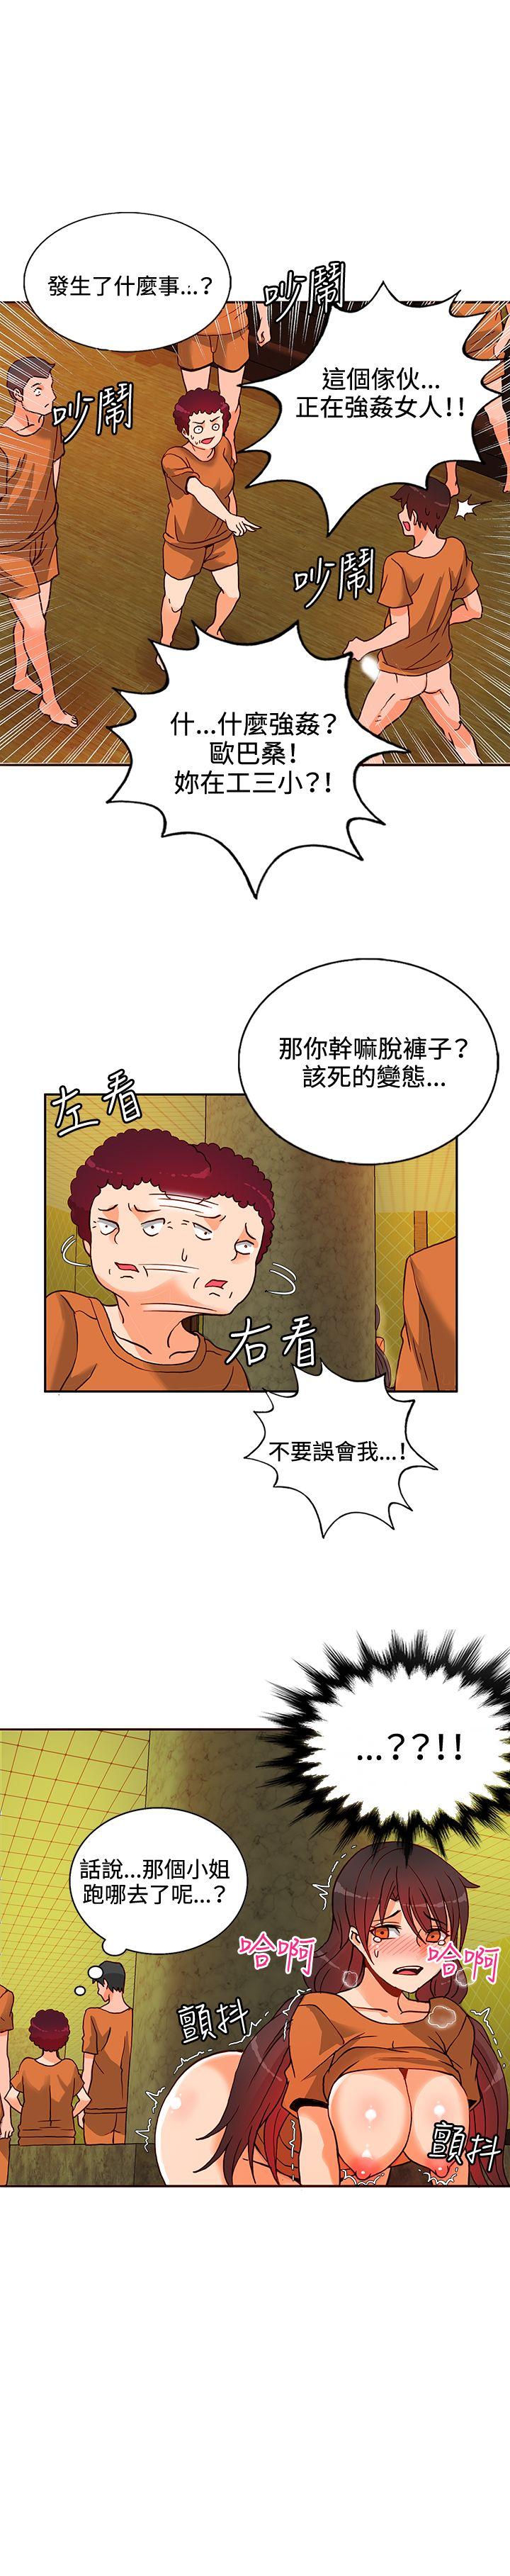 發生了什麼事...?
吵鬧
吵鬧
這個傢伙...
正在強姦女人!!
吵鬧
什...什麼強姦?
歐巴桑!
妳在工三小?!
那你幹嘛脫褲子?
該死的變態...
左看
右看
不要誤會我...!
...??!!
話說...那個小姐
跑哪去了呢...?
哈啊
哈啊
顫抖
顫抖